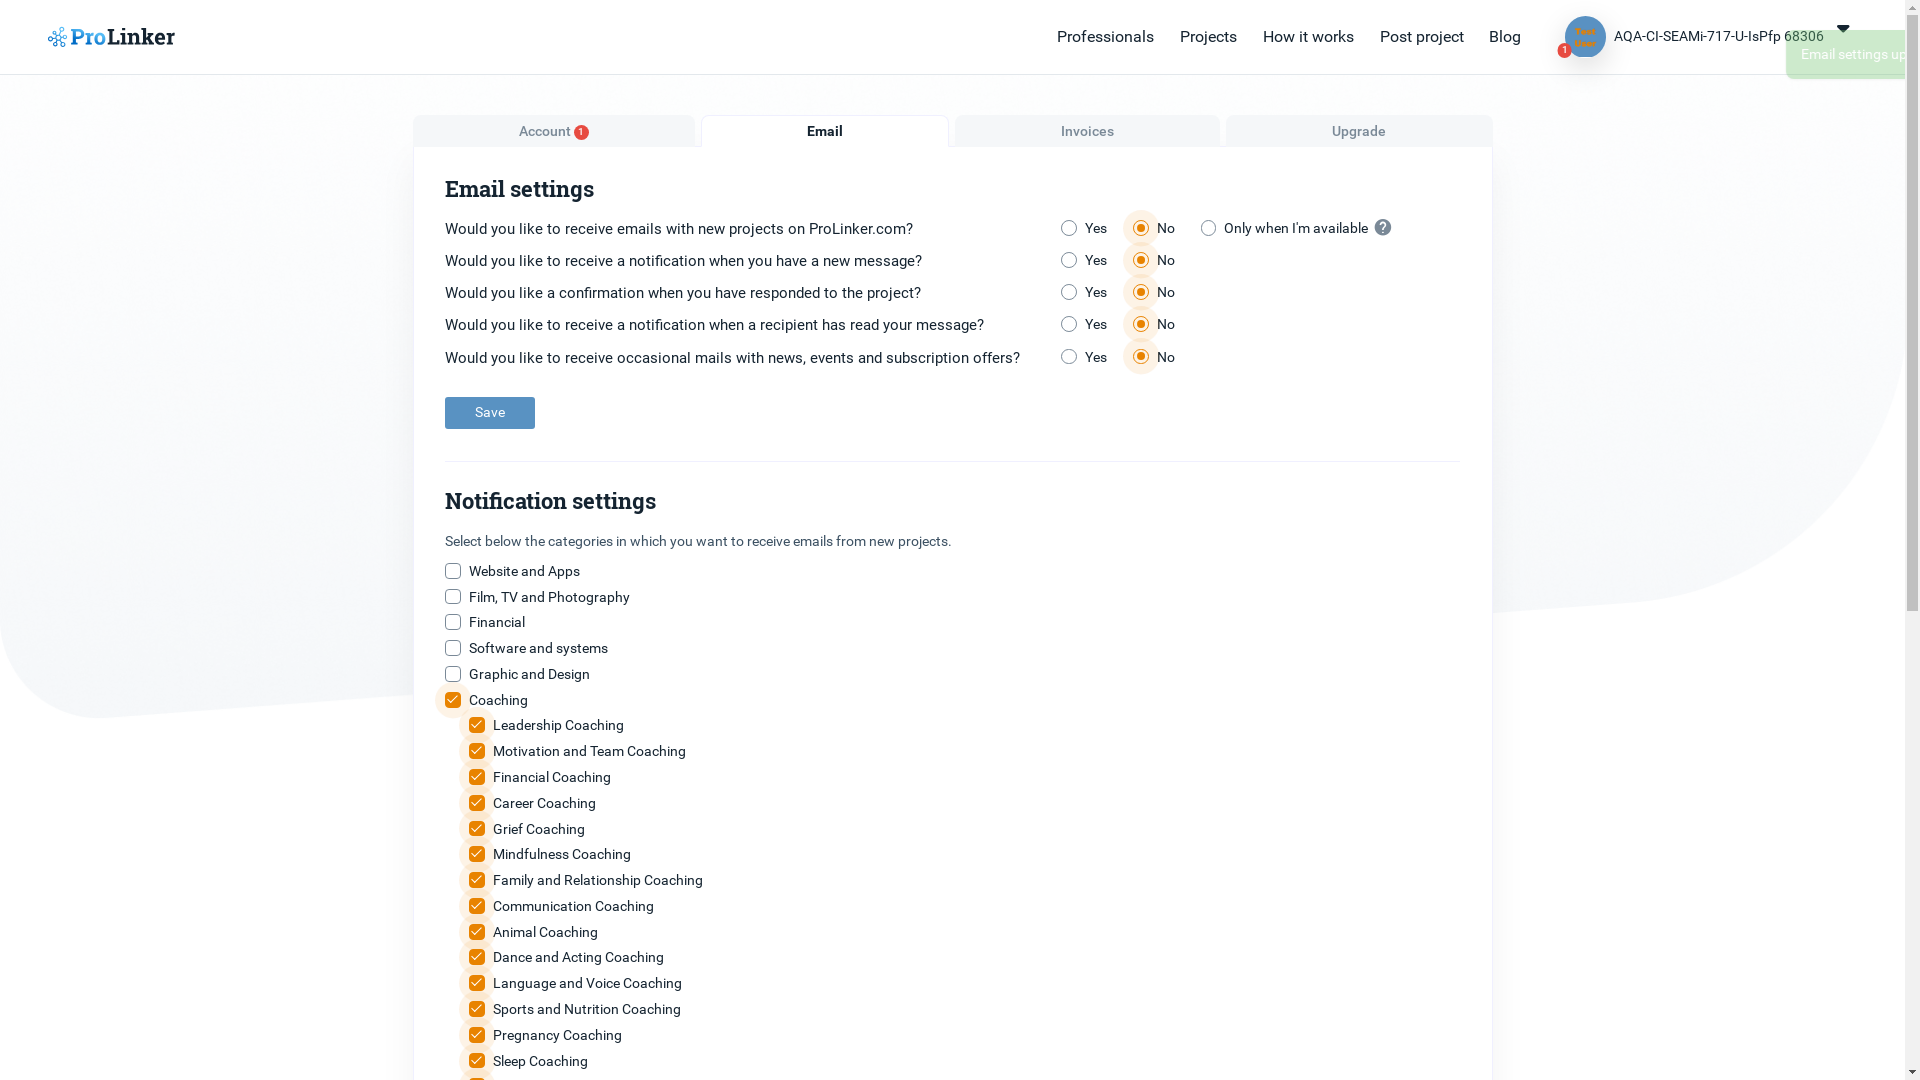 ProLinker
Professionals
Projects
How it works
Post project
Blog
Test
User
1
AQA-CI-SEAMi-717-U-IsPfp 68306
Email settings up
Account 1
Email
Invoices
Upgrade
Email settings
Would you like to receive emails with new projects on ProLinker.com? Yes No Only when I'm available ?
Would you like to receive a notification when you have a new message? Yes No
Would you like a confirmation when you have responded to the project? Yes No
Would you like to receive a notification when a recipient has read your message? Yes No
Would you like to receive occasional mails with news, events and subscription offers? Yes No
Save
Notification settings
Select below the categories in which you want to receive emails from new projects.
Website and Apps
Film, TV and Photography
Financial
Software and systems
Graphic and Design
Coaching
Leadership Coaching
Motivation and Team Coaching
Financial Coaching
Career Coaching
Grief Coaching
Mindfulness Coaching
Family and Relationship Coaching
Communication Coaching
Animal Coaching
Dance and Acting Coaching
Language and Voice Coaching
Sports and Nutrition Coaching
Pregnancy Coaching
Sleep Coaching